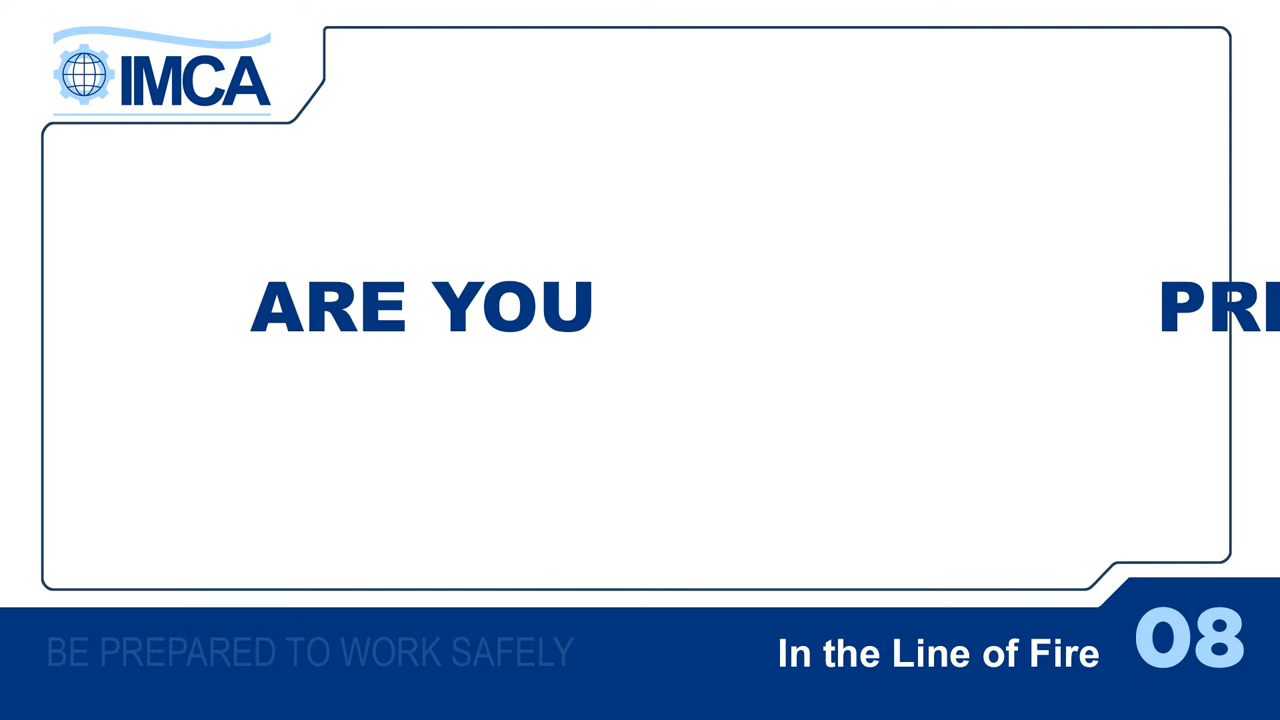 IMCA
ARE YOU
BE PREPARED TO WORK SAFELY
In the Line of Fire 08